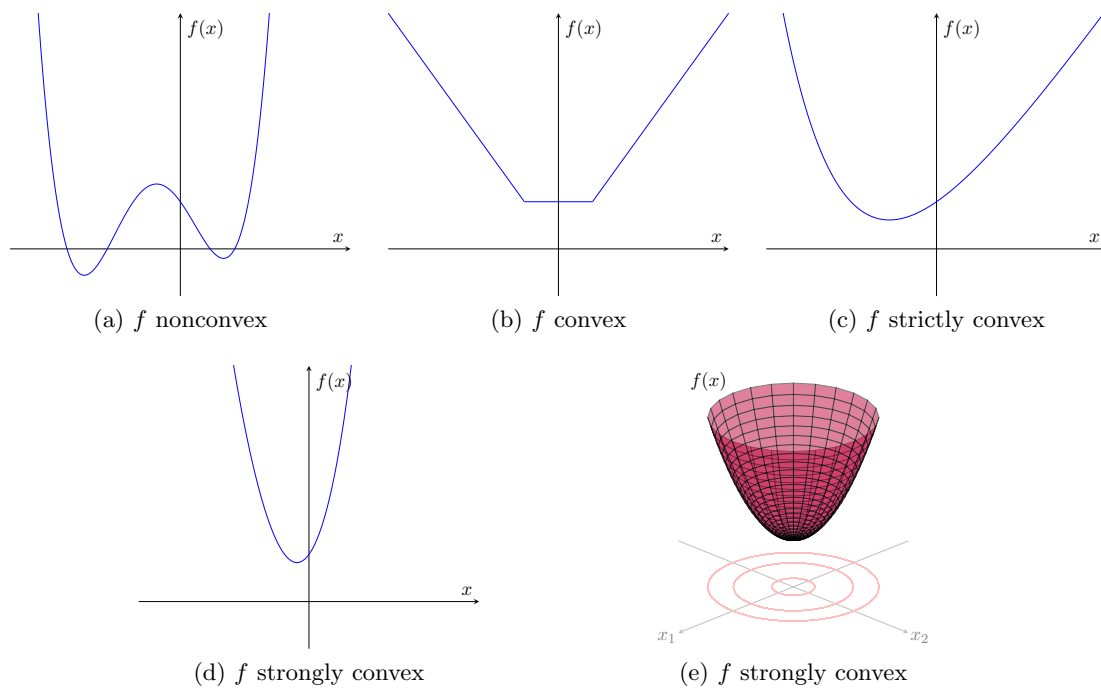 f(x)
x
(a) f nonconvex
f(x)
x
(b) f convex
f(x)
x
(c) f strictly convex
f(x)
x
(d) f strongly convex
f(x)
x₁
x₂
(e) f strongly convex